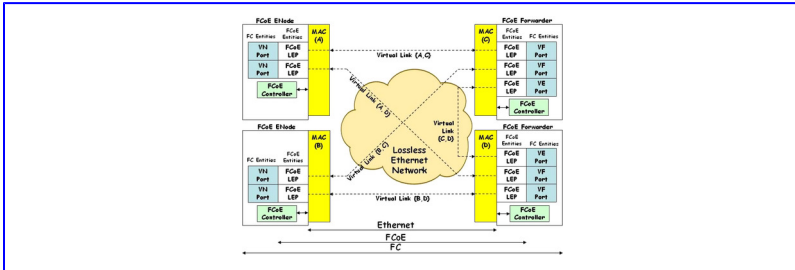 FCoE ENode
FC Entities
FCoE Entities
VN Port
FCoE LEP
VN Port
FCoE LEP
FCoE Controller
MAC (A)
Virtual Link (A,C)
MAC (C)
FCoE Forwarder
FCoE Entities
FC Entities
FCoE LEP
VF Port
FCoE LEP
VF Port
FCoE LEP
VE Port
FCoE Controller
Virtual Link (A,D)
Virtual Link (C,D)
Lossless Ethernet Network
Virtual Link (B,C)
FCoE ENode
FC Entities
FCoE Entities
VN Port
FCoE LEP
VN Port
FCoE LEP
FCoE Controller
MAC (B)
Virtual Link (B,D)
MAC (D)
FCoE Forwarder
FCoE Entities
FC Entities
FCoE LEP
VE Port
FCoE LEP
VF Port
FCoE LEP
VF Port
FCoE Controller
Ethernet
FCoE
FC